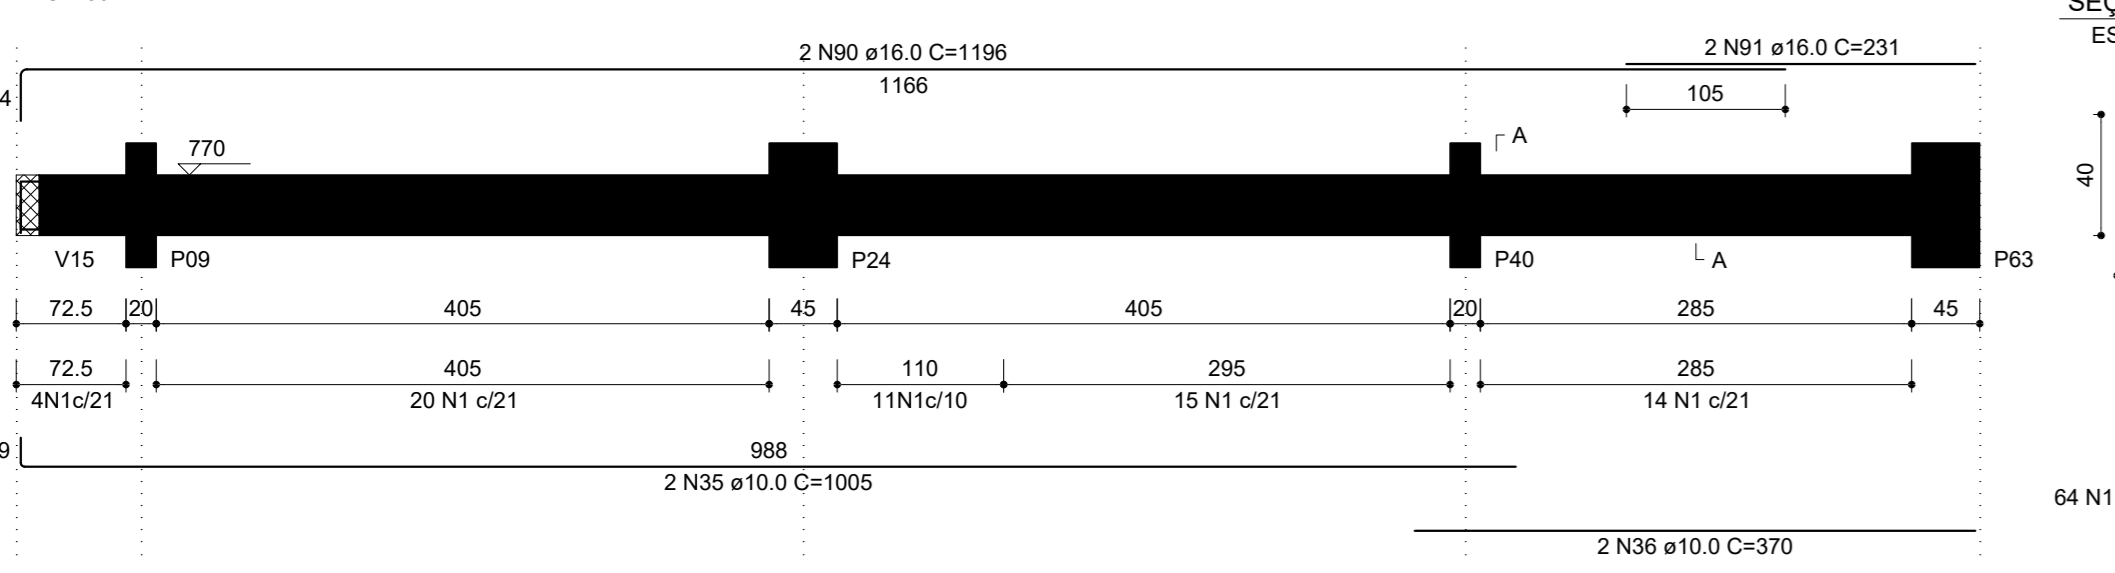 SEÇ
ES
2 N90 ø16.0 C=1196
2 N91 ø16.0 C=231
1166
4
105
A
770
40
V15
P09
P24
P40
A
P63
72.5
20
405
45
405
20
285
45
72.5
405
110
295
285
4N1c/21
20 N1 c/21
11N1c/10
15 N1 c/21
14 N1 c/21
9
988
2 N35 ø10.0 C=1005
64 N1
2 N36 ø10.0 C=370